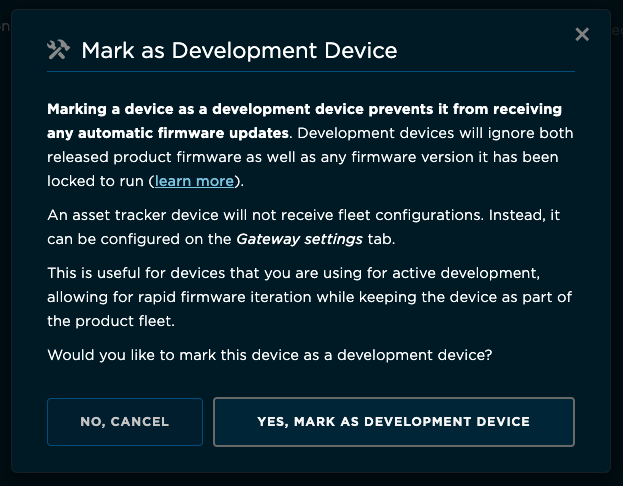 Mark as Development Device
Marking a device as a development device prevents it from receiving
any automatic firmware updates. Development devices will ignore both
released product firmware as well as any firmware version it has been
locked to run (learn more).
An asset tracker device will not receive fleet configurations. Instead, it
can be configured on the Gateway settings tab.
This is useful for devices that you are using for active development,
allowing for rapid firmware iteration while keeping the device as part of
the product fleet.
Would you like to mark this device as a development device?
NO, CANCEL
YES, MARK AS DEVELOPMENT DEVICE